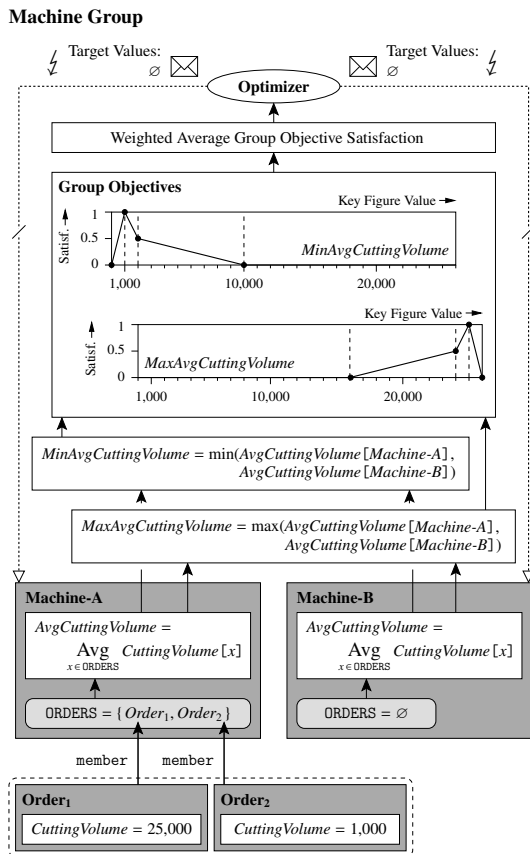 Machine Group
Target Values:
∅
Target Values:
∅
Optimizer
Weighted Average Group Objective Satisfaction
Group Objectives
Key Figure Value
Satisf.
1
0.5
0
MinAvgCuttingVolume
1,000
10,000
20,000
Key Figure Value
Satisf.
1
0.5
0
MaxAvgCuttingVolume
1,000
10,000
20,000
MinAvgCuttingVolume = min(AvgCuttingVolume[Machine-A],
AvgCuttingVolume[Machine-B])
MaxAvgCuttingVolume = max(AvgCuttingVolume[Machine-A],
AvgCuttingVolume[Machine-B])
Machine-A
AvgCuttingVolume =
Avg CuttingVolume[x]
x∈ORDERS
ORDERS = {Order₁, Order₂}
Machine-B
AvgCuttingVolume =
Avg CuttingVolume[x]
x∈ORDERS
ORDERS = ∅
member
member
Order₁
CuttingVolume = 25,000
Order₂
CuttingVolume = 1,000